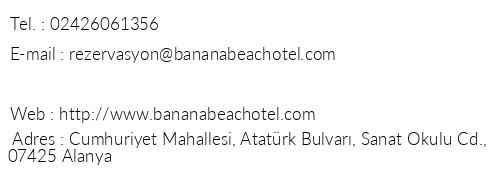 Tel. : 02426061356
E-mail : rezervasyon@bananabeachotel.com
Web : http://www.bananabeachotel.com
Adres : Cumhuriyet Mahallesi, Atatürk Bulvarı, Sanat Okulu Cd.,
07425 Alanya